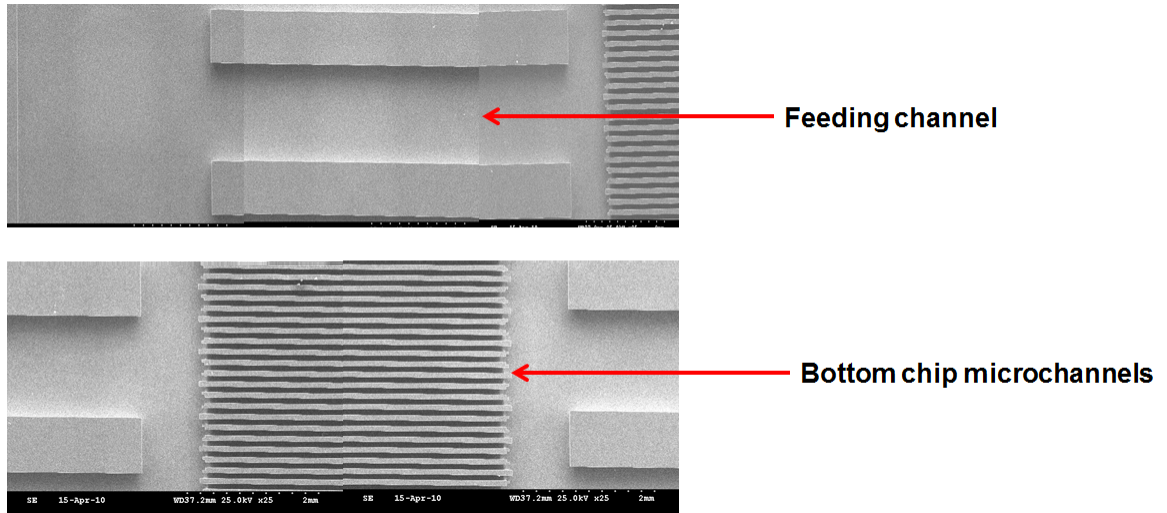 Feeding channel
Bottom chip microchannels
SE 15-Apr-10 WD37.2mm 25.0kV x25 2mm SE 15-Apr-10 WD37.2mm 25.0kV x25 2mm